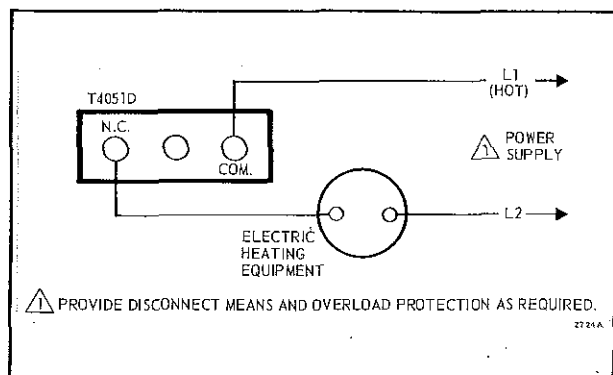 L1
(HOT)
T4051D
N.C.
COM.
1 POWER
SUPPLY
L2
ELECTRIC
HEATING
EQUIPMENT
1 PROVIDE DISCONNECT MEANS AND OVERLOAD PROTECTION AS REQUIRED.
2724A